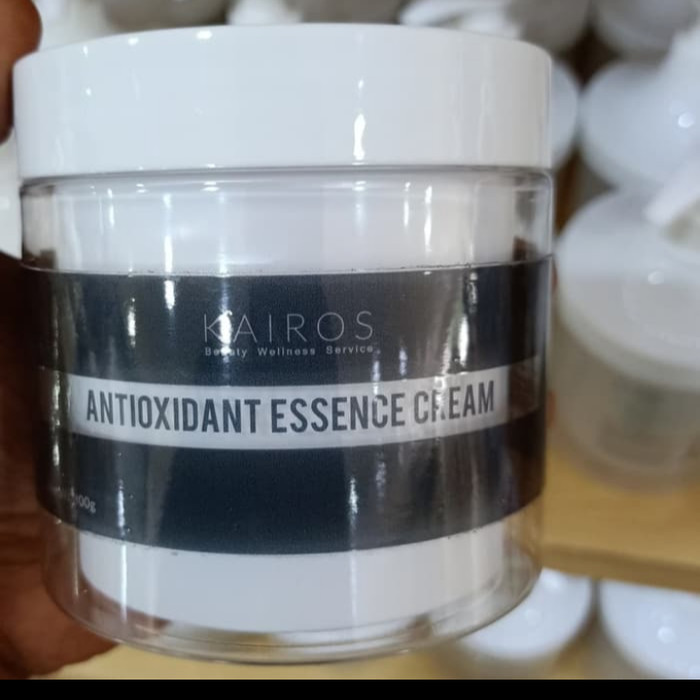 KAIROS
Beauty Wellness Service
ANTIOXIDANT ESSENCE CREAM